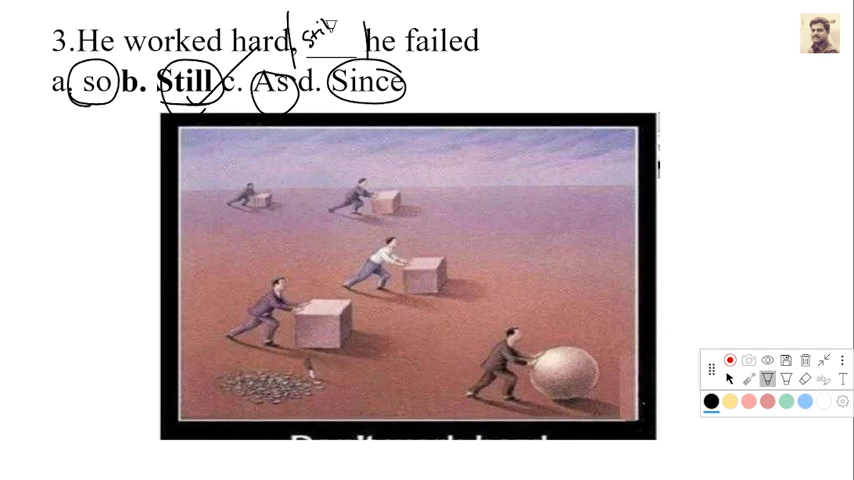 3.He worked hard, Still he failed
a. so b. Still c. As d. Since